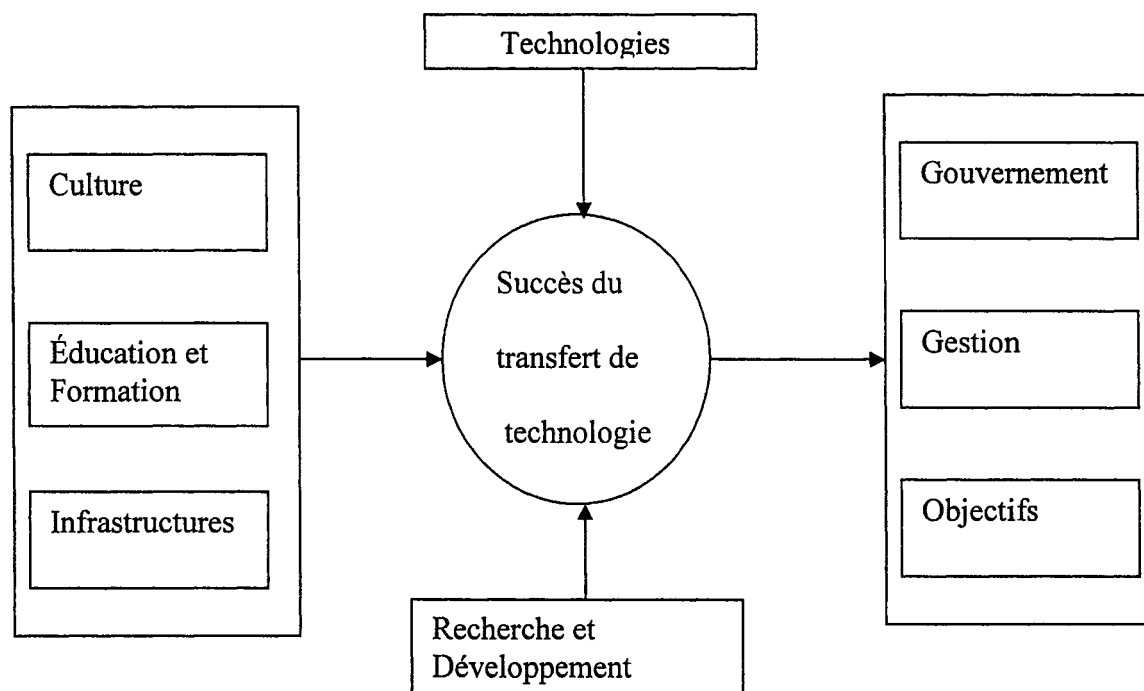 Technologies
Culture
Éducation et
Formation
Infrastructures
Succès du
transfert de
technologie
Gouvernement
Gestion
Objectifs
Recherche et
Développement